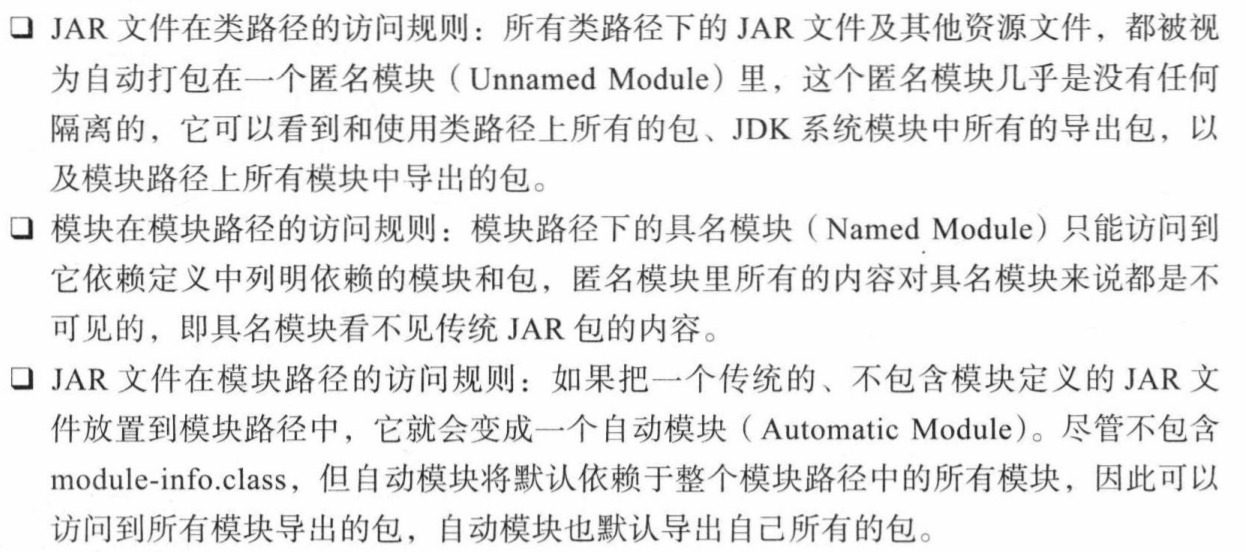 ❑ JAR 文件在类路径的访问规则：所有类路径下的 JAR 文件及其他资源文件，都被视
为自动打包在一个匿名模块（Unnamed Module）里，这个匿名模块几乎是没有任何
隔离的，它可以看到和使用类路径上所有的包、JDK 系统模块中所有的导出包，以
及模块路径上所有模块中导出的包。
❑ 模块在模块路径的访问规则：模块路径下的具名模块（Named Module）只能访问到
它依赖定义中列明依赖的模块和包，匿名模块里所有的内容对具名模块来说都是不
可见的，即具名模块看不见传统 JAR 包的内容。
❑ JAR 文件在模块路径的访问规则：如果把一个传统的、不包含模块定义的 JAR 文
件放置到模块路径中，它就会变成一个自动模块（Automatic Module）。尽管不包含
module-info.class，但自动模块将默认依赖于整个模块路径中的所有模块，因此可以
访问到所有模块导出的包，自动模块也默认导出自己所有的包。